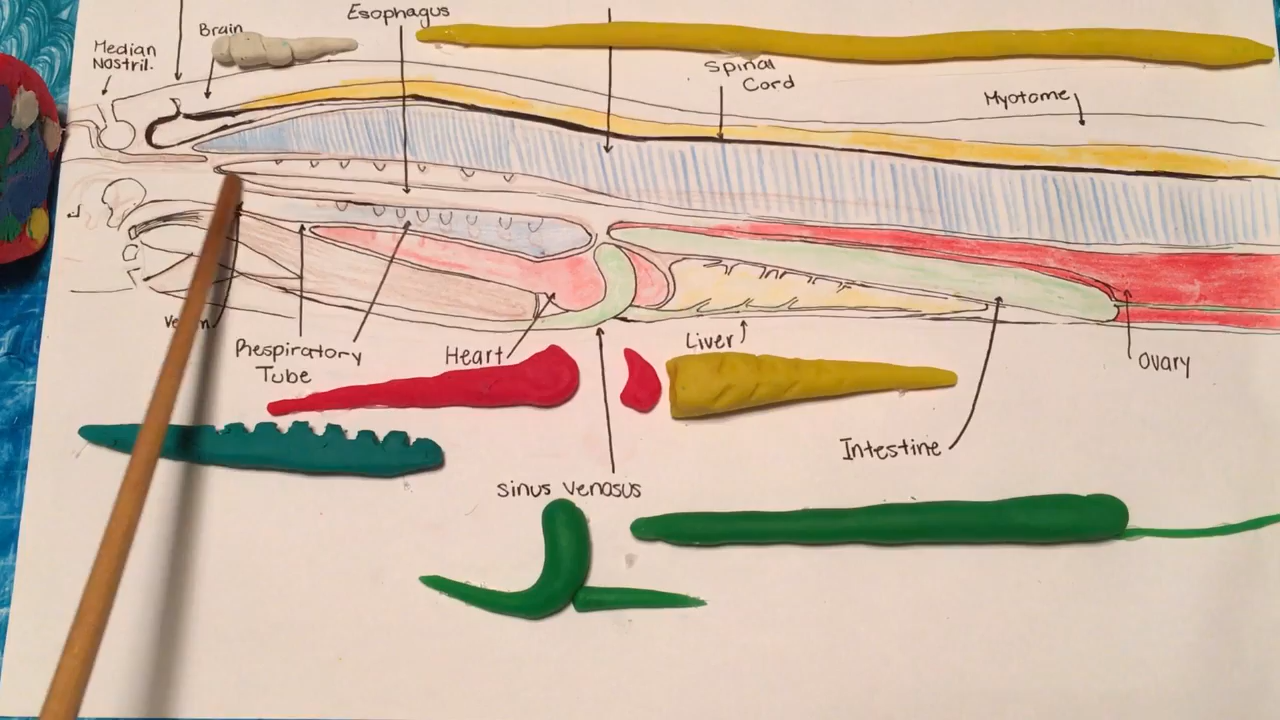 Esophagus
Brain
Median
Nostril.
Spinal
Cord
Myotome
Respiratory
Tube
Heart
Liver
Ovary
Intestine
Sinus Venosus